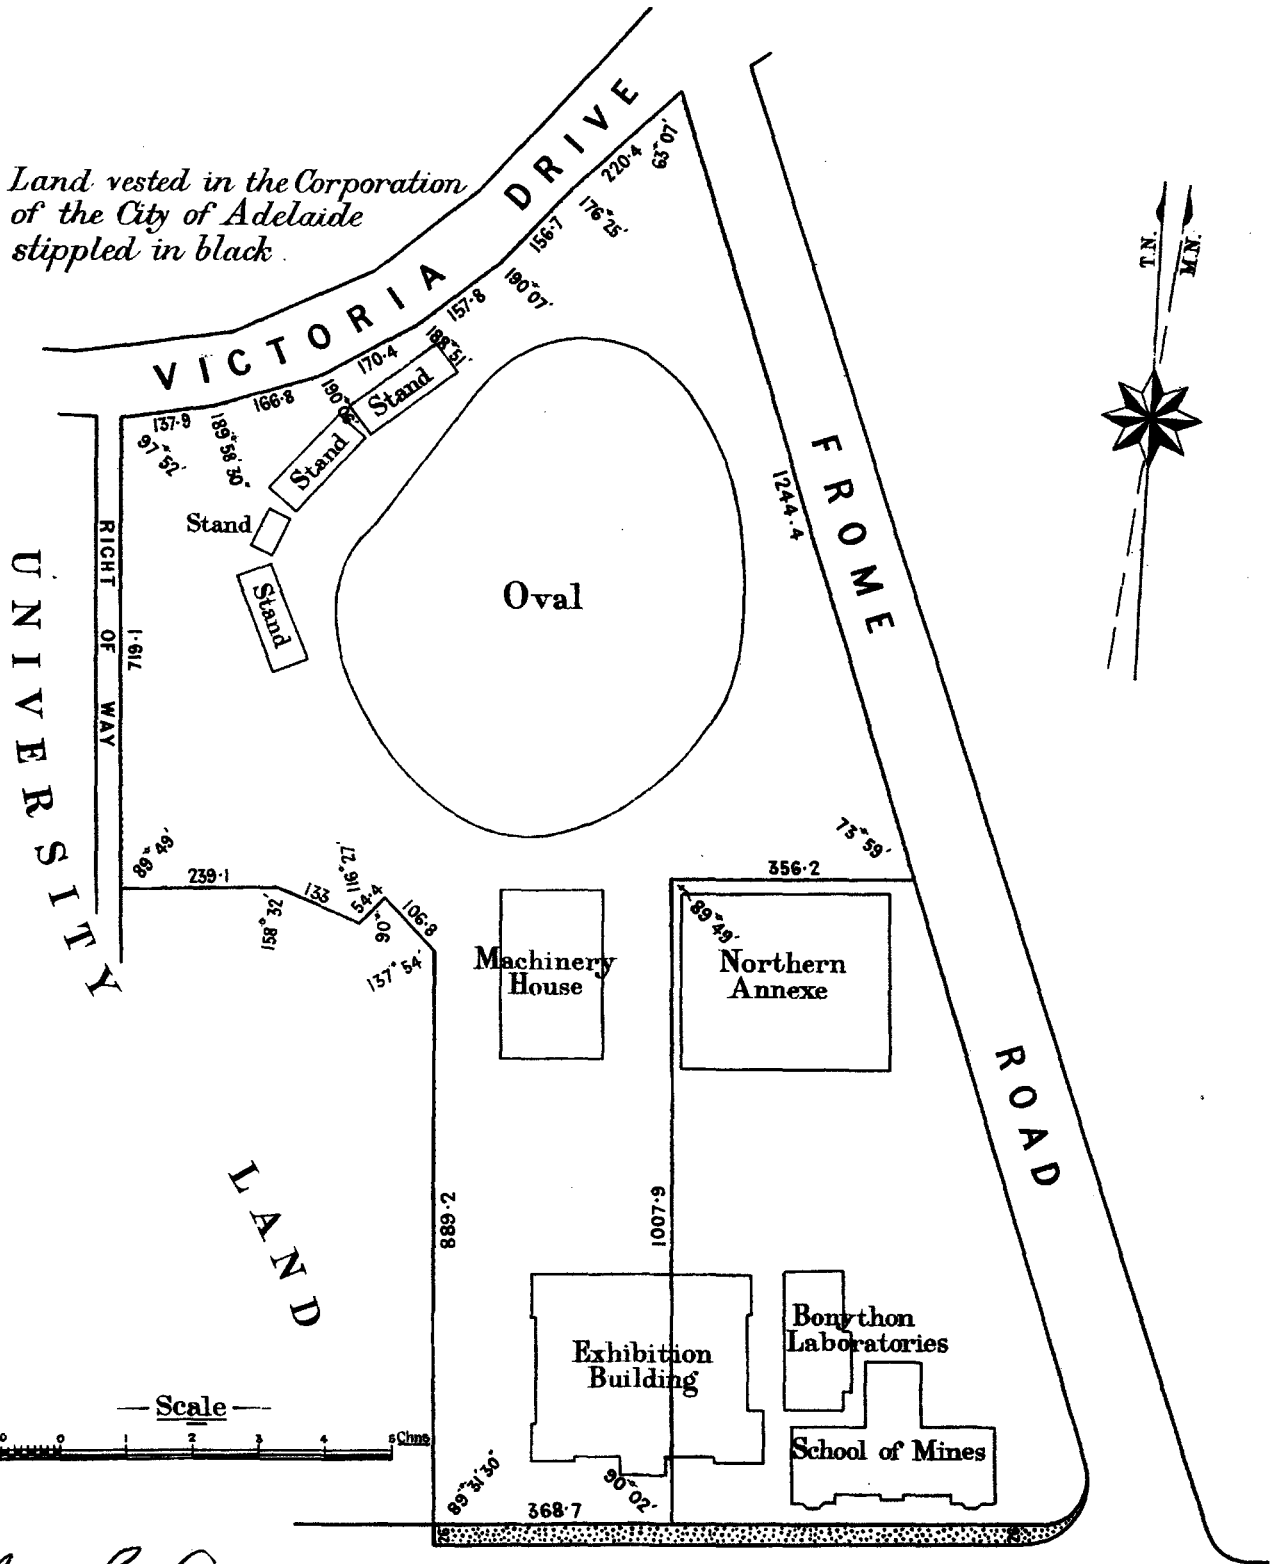 Land vested in the Corporation
of the City of Adelaide
stippled in black
VICTORIA DRIVE
220·4
63°07'
176°25'
156·7
190°07'
157·8
188°51'
170·4
166·8
189°58'30"
137·9
97°52'
T.N.
M.N.
Stand
Stand
Stand
Stand
Oval
FROME ROAD
1244·4
UNIVERSITY LAND
RIGHT OF WAY
719·1
89°49'
239·1
158°32'
133
116°27'
54·4
90°
106·8
137°54'
73°59'
356·2
89°49'
Machinery
House
Northern
Annexe
889·2
1007·9
Exhibition
Building
Bonython
Laboratories
School of Mines
Scale
0 1 2 3 4 5 Chns
89°31'30"
368·7
90°02'
26